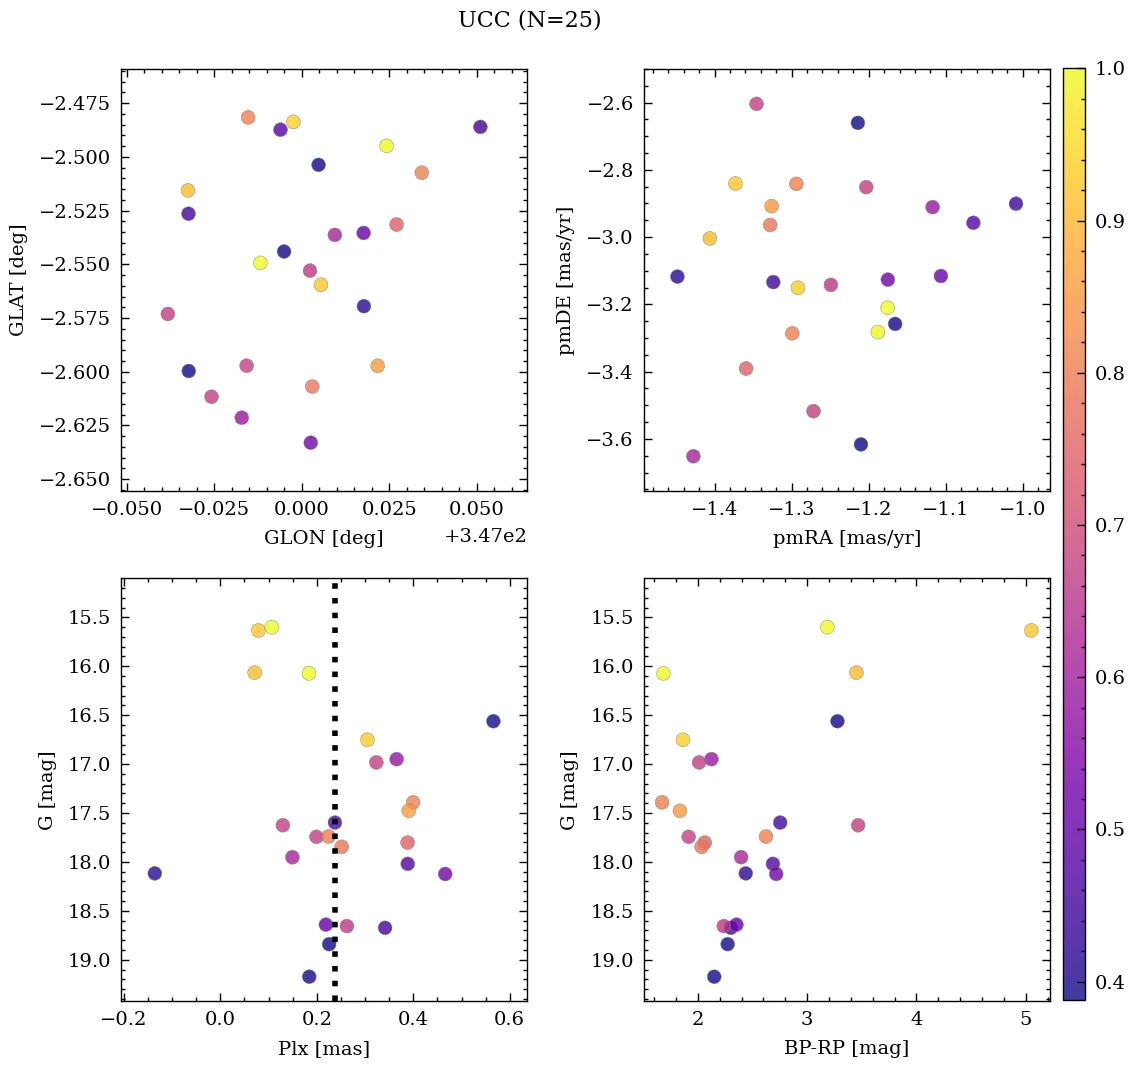 UCC (N=25)
−2.475
−2.500
−2.525
−2.550
−2.575
−2.600
−2.625
−2.650
GLAT [deg]
−0.050 −0.025 0.000 0.025 0.050
GLON [deg]
+3.47e2
−2.6
−2.8
−3.0
−3.2
−3.4
−3.6
pmDE [mas/yr]
−1.4 −1.3 −1.2 −1.1 −1.0
pmRA [mas/yr]
15.5
16.0
16.5
17.0
17.5
18.0
18.5
19.0
G [mag]
−0.2 0.0 0.2 0.4 0.6
Plx [mas]
15.5
16.0
16.5
17.0
17.5
18.0
18.5
19.0
G [mag]
2 3 4 5
BP-RP [mag]
1.0
0.9
0.8
0.7
0.6
0.5
0.4